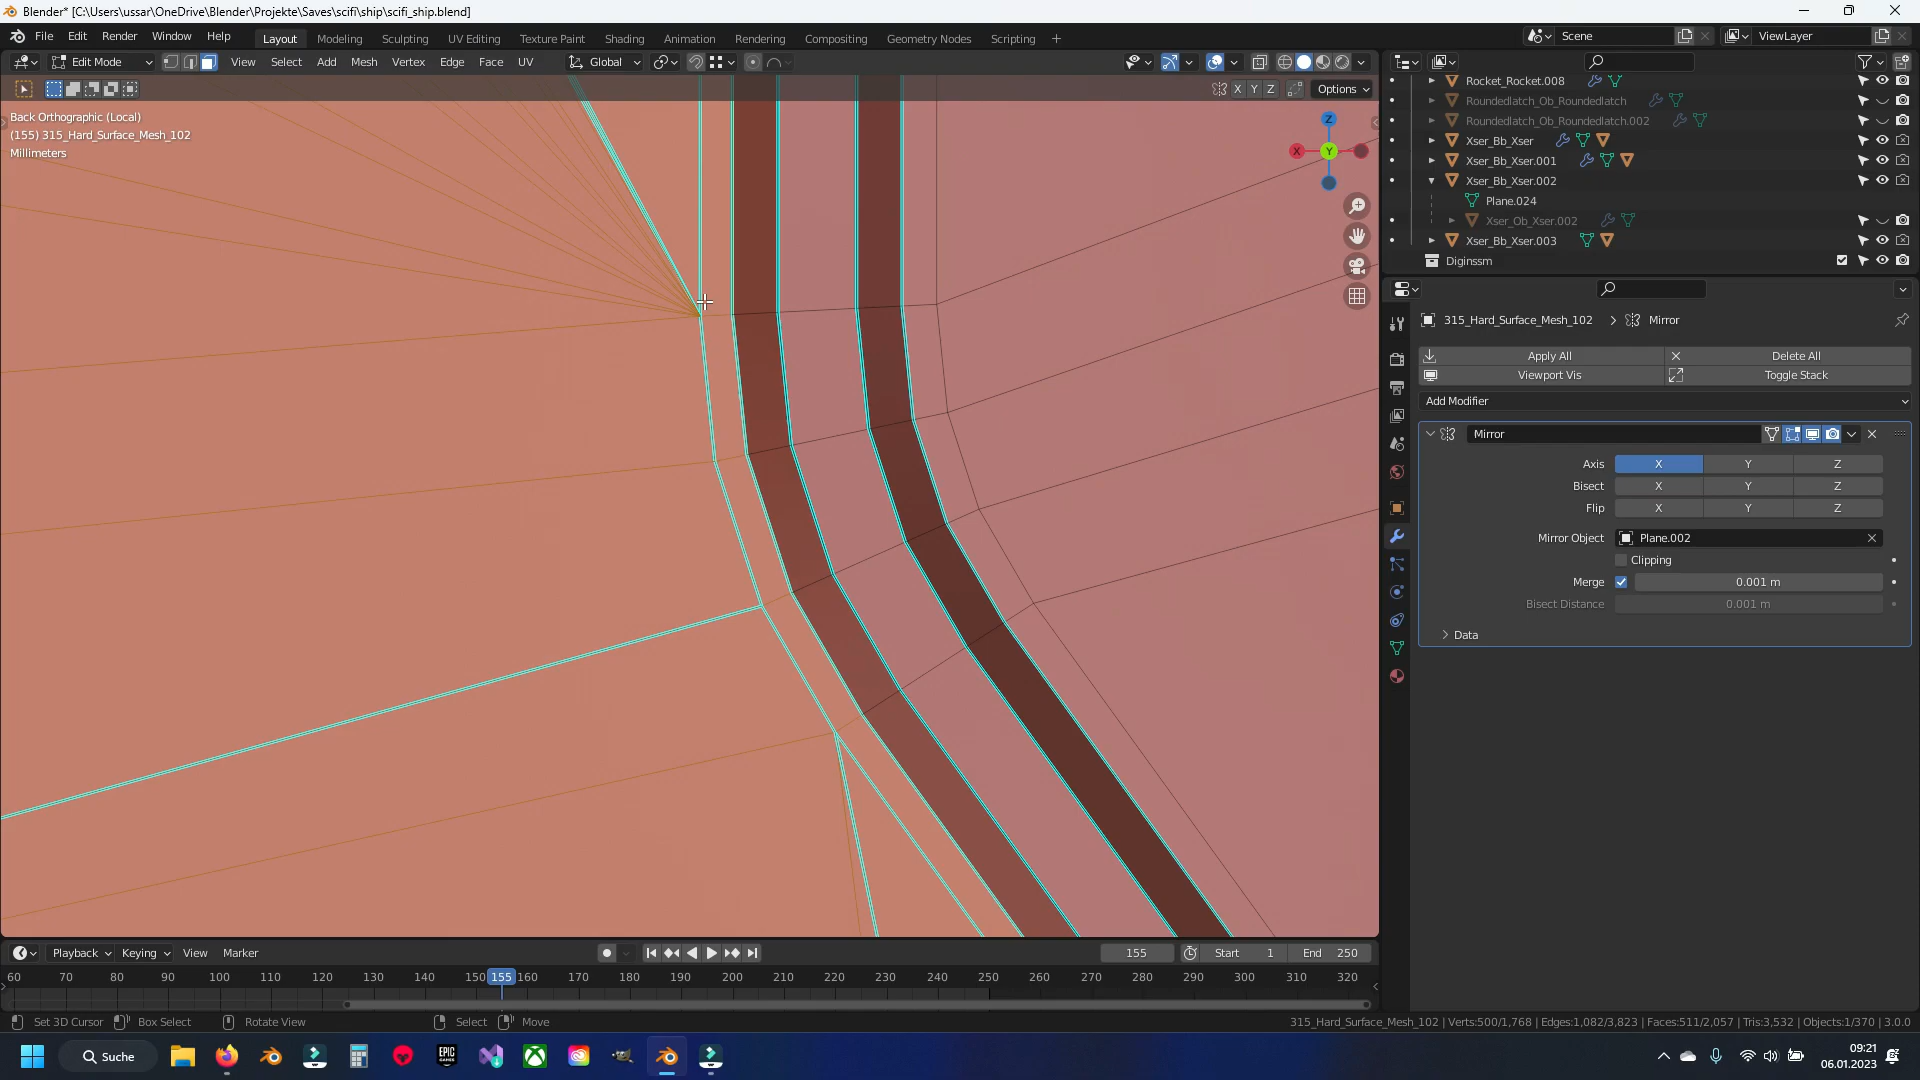 Blender* [C:\Users\ussar\OneDrive\Blender\Projekte\Saves\scifi\ship\scifi_ship.blend]
File Edit Render Window Help Layout Modeling Sculpting UV Editing Texture Paint Shading Animation Rendering Compositing Geometry Nodes Scripting + Scene ViewLayer
Edit Mode View Select Add Mesh Vertex Edge Face UV Global
X Y Z Options
Back Orthographic (Local)
(155) 315_Hard_Surface_Mesh_102
Millimeters
Z
X Y
Rocket_Rocket.008
Roundedlatch_Ob_Roundedlatch
Roundedlatch_Ob_Roundedlatch.002
Xser_Bb_Xser
Xser_Bb_Xser.001
Xser_Bb_Xser.002
Plane.024
Xser_Ob_Xser.002
Xser_Bb_Xser.003
Diginssm
315_Hard_Surface_Mesh_102 > Mirror
Apply All Delete All
Viewport Vis Toggle Stack
Add Modifier
Mirror
Axis X Y Z
Bisect X Y Z
Flip X Y Z
Mirror Object Plane.002
Clipping
Merge 0.001 m
Bisect Distance 0.001 m
Data
Playback Keying View Marker 155 Start 1 End 250
60 70 80 90 100 110 120 130 140 150 155 160 170 180 190 200 210 220 230 240 250 260 270 280 290 300 310 320
Set 3D Cursor Box Select Rotate View Select Move 315_Hard_Surface_Mesh_102 | Verts:500/1,768 | Edges:1,082/3,823 | Faces:511/2,057 | Tris:3,532 | Objects:1/370 | 3.0.0
Suche EPIC GAMES 09:21
06.01.2023